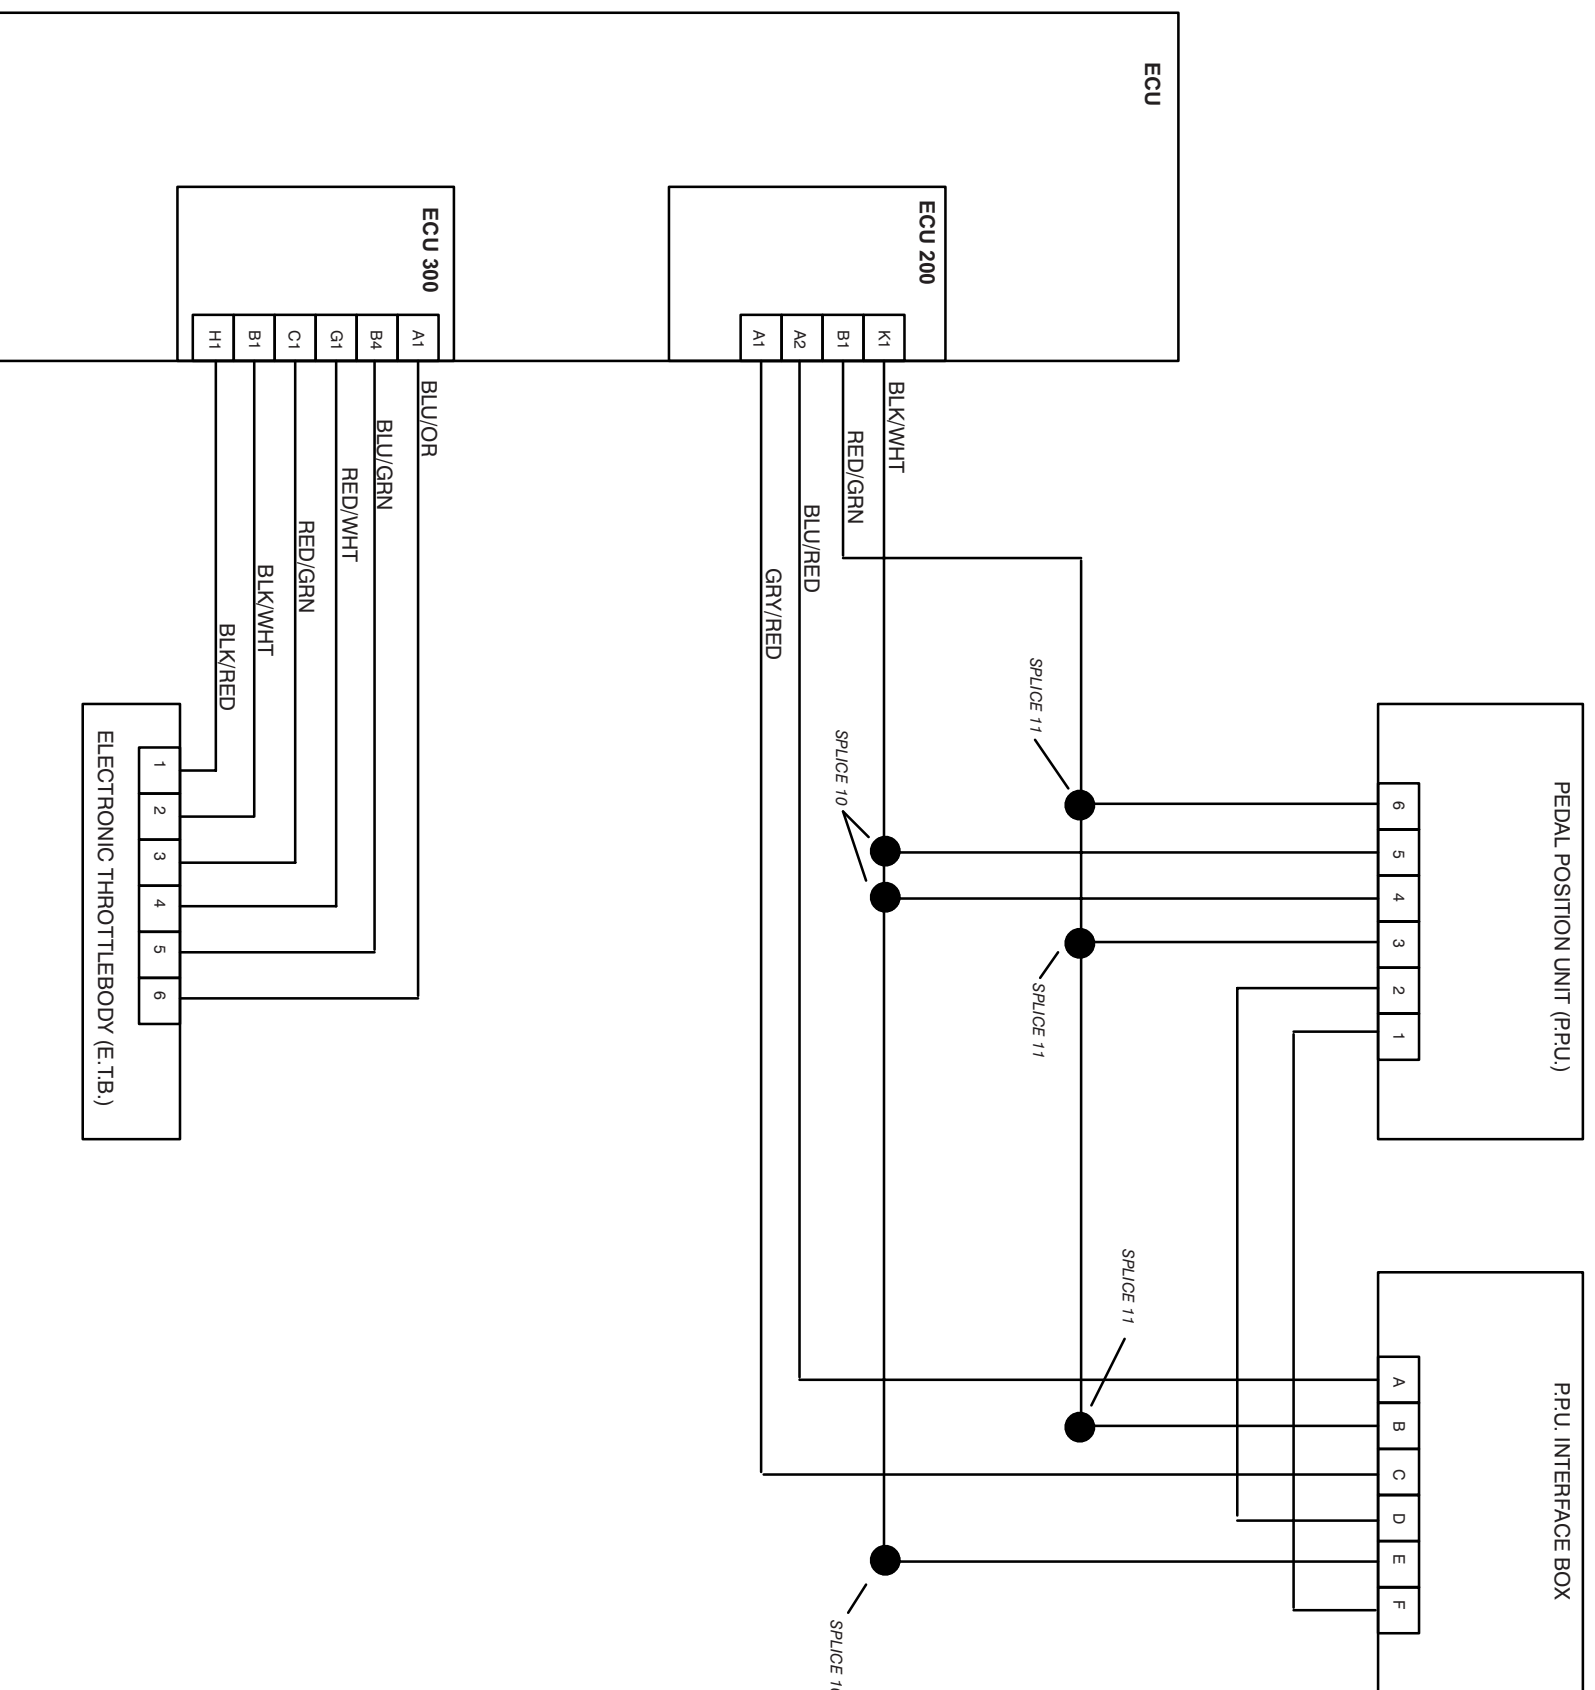 PEDAL POSITION UNIT (P.P.U.)
P.P.U. INTERFACE BOX
6
5
4
3
2
1
A
B
C
D
E
F
ECU
SPLICE 11
SPLICE 11
SPLICE 11
ECU 200
K1
BLK/WHT
B1
RED/GRN
A2
BLU/RED
A1
GRY/RED
SPLICE 10
SPLICE 10
ECU 300
A1
BLU/OR
B4
BLU/GRN
G1
RED/WHT
C1
RED/GRN
B1
BLK/WHT
H1
BLK/RED
1
2
3
4
5
6
ELECTRONIC THROTTLEBODY (E.T.B.)